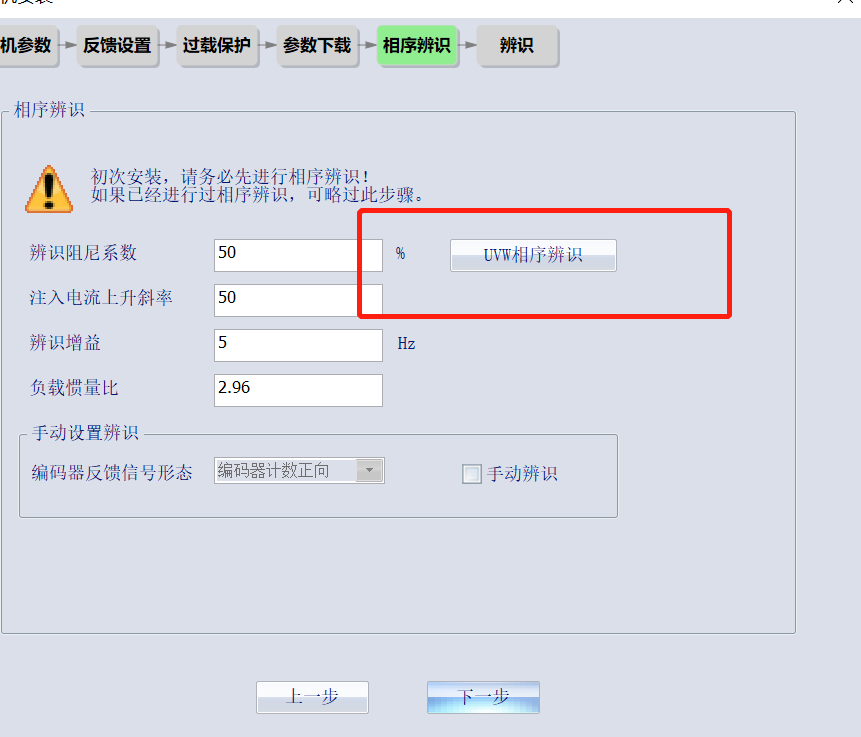 机参数 反馈设置 过载保护 参数下载 相序辨识 辨识
相序辨识
初次安装，请务必先进行相序辨识！
如果已经进行过相序辨识，可略过此步骤。
辨识阻尼系数 50 % UVW相序辨识
注入电流上升斜率 50
辨识增益 5 Hz
负载惯量比 2.96
手动设置辨识
编码器反馈信号形态 编码器计数正向 手动辨识
上一步 下一步